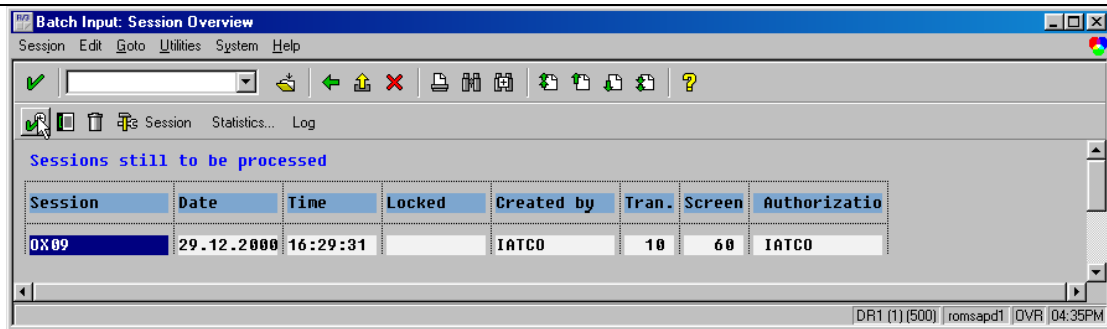 R/3 Batch Input: Session Overview
Session Edit Goto Utilities System Help
Session Statistics... Log
Sessions still to be processed
Session Date Time Locked Created by Tran. Screen Authorizatio
OX09 29.12.2000 16:29:31 IATCO 10 60 IATCO
DR1 (1) (500) romsapd1 OVR 04:35PM